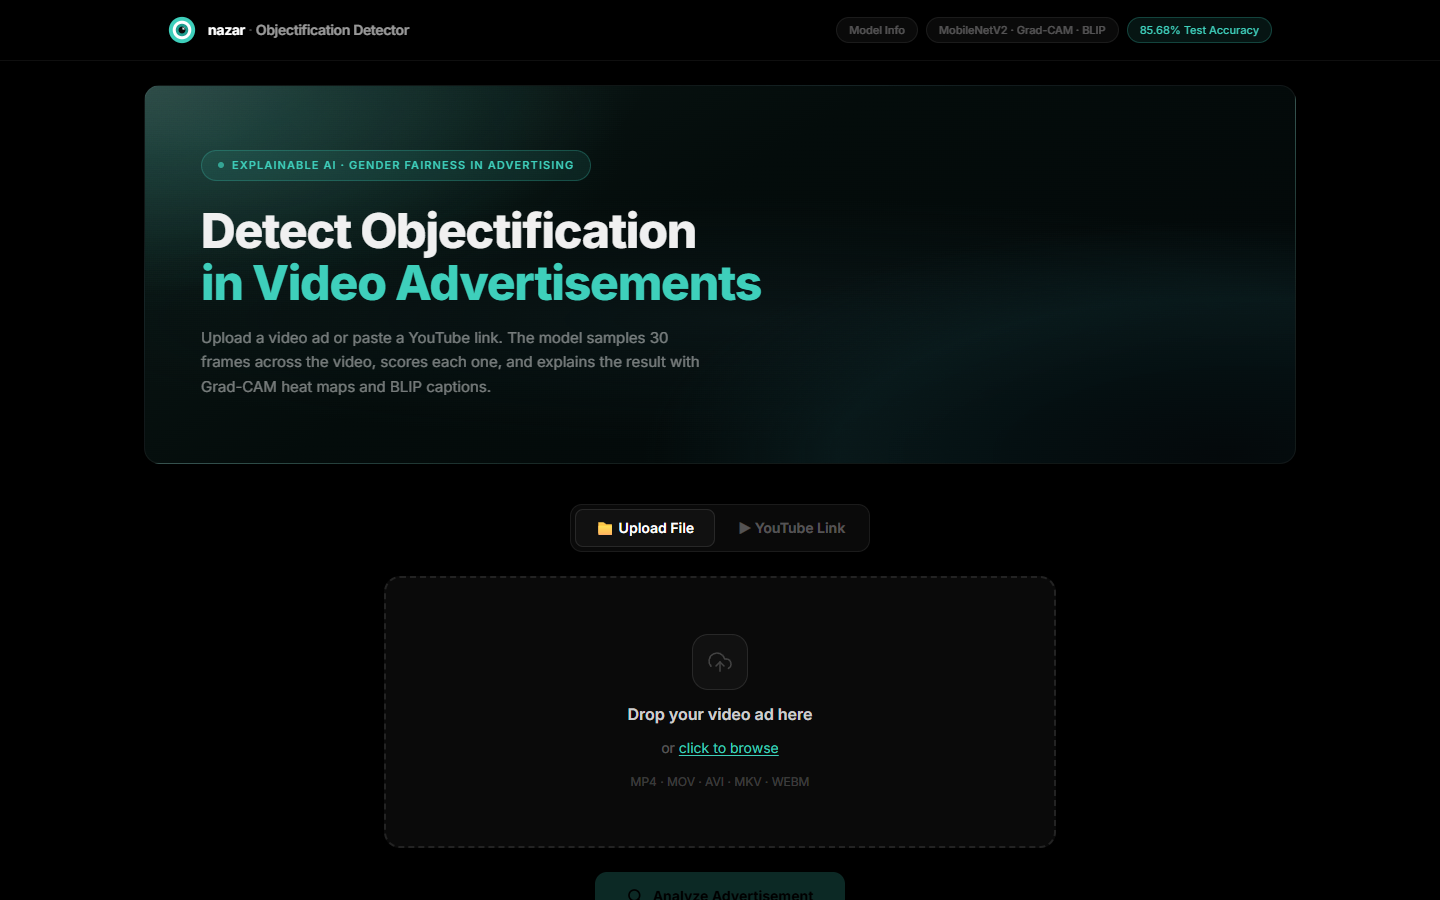 nazar · Objectification Detector
Model Info
MobileNetV2 · Grad-CAM · BLIP
85.68% Test Accuracy
EXPLAINABLE AI · GENDER FAIRNESS IN ADVERTISING
Detect Objectification
in Video Advertisements
Upload a video ad or paste a YouTube link. The model samples 30
frames across the video, scores each one, and explains the result with
Grad-CAM heat maps and BLIP captions.
Upload File
YouTube Link
Drop your video ad here
or click to browse
MP4 · MOV · AVI · MKV · WEBM
Analyze Advertisement